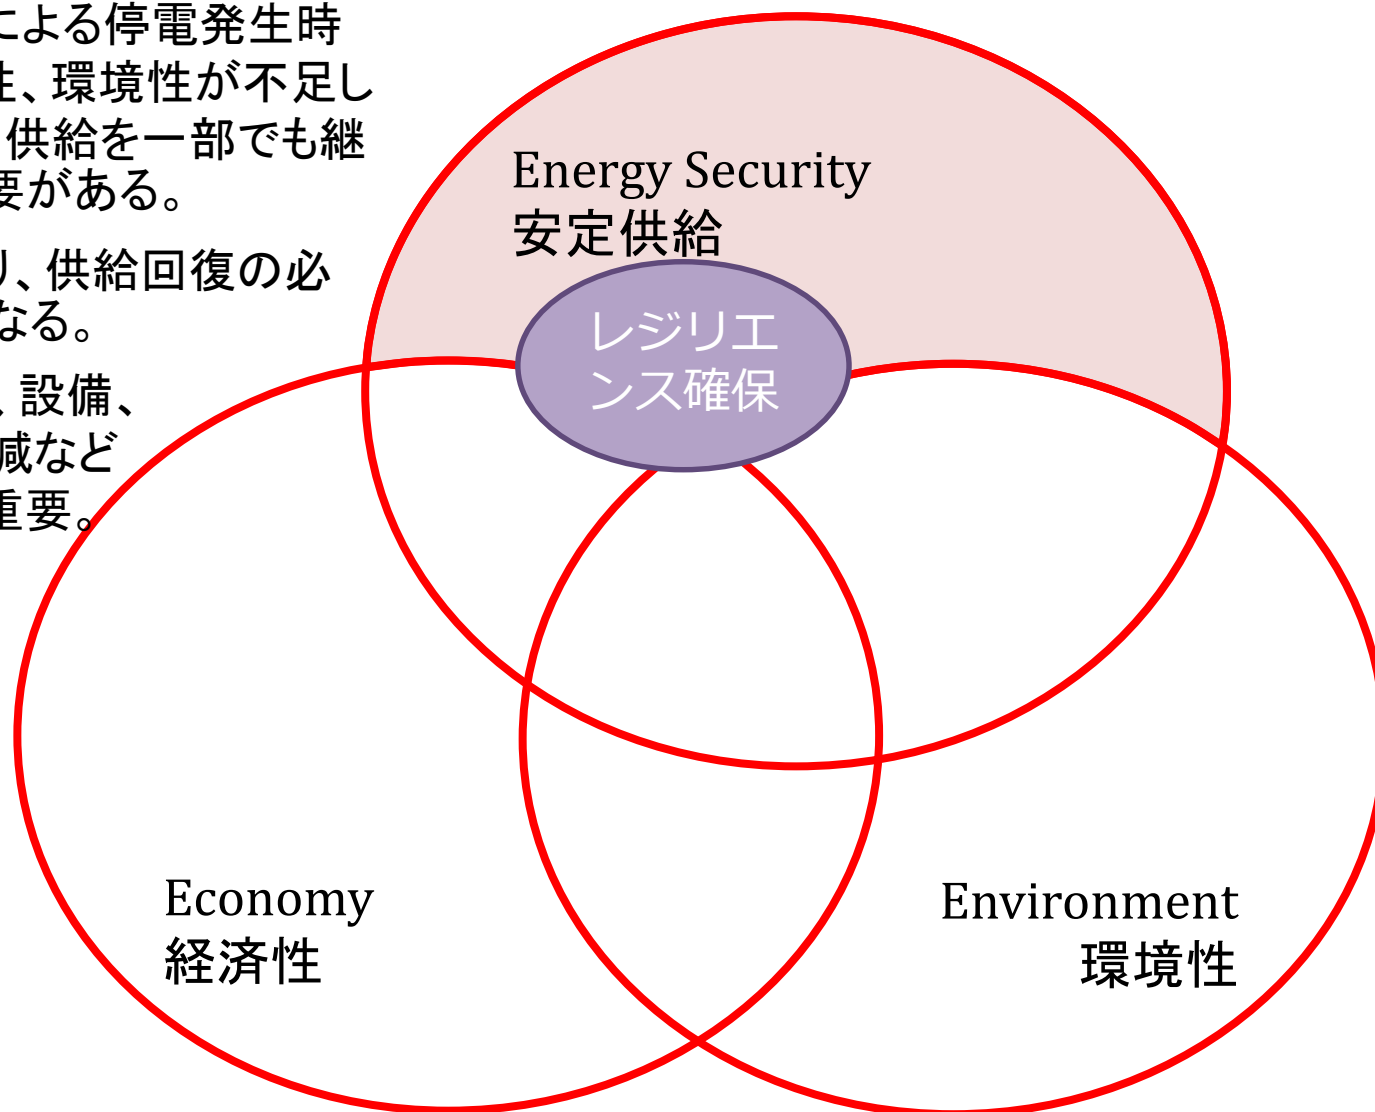 による停電発生時
性、環境性が不足し
供給を一部でも継
要がある。
り、供給回復の必
なる。
、設備、
減など
重要。
Energy Security
安定供給
レジリエ
ンス確保
Economy
経済性
Environment
環境性